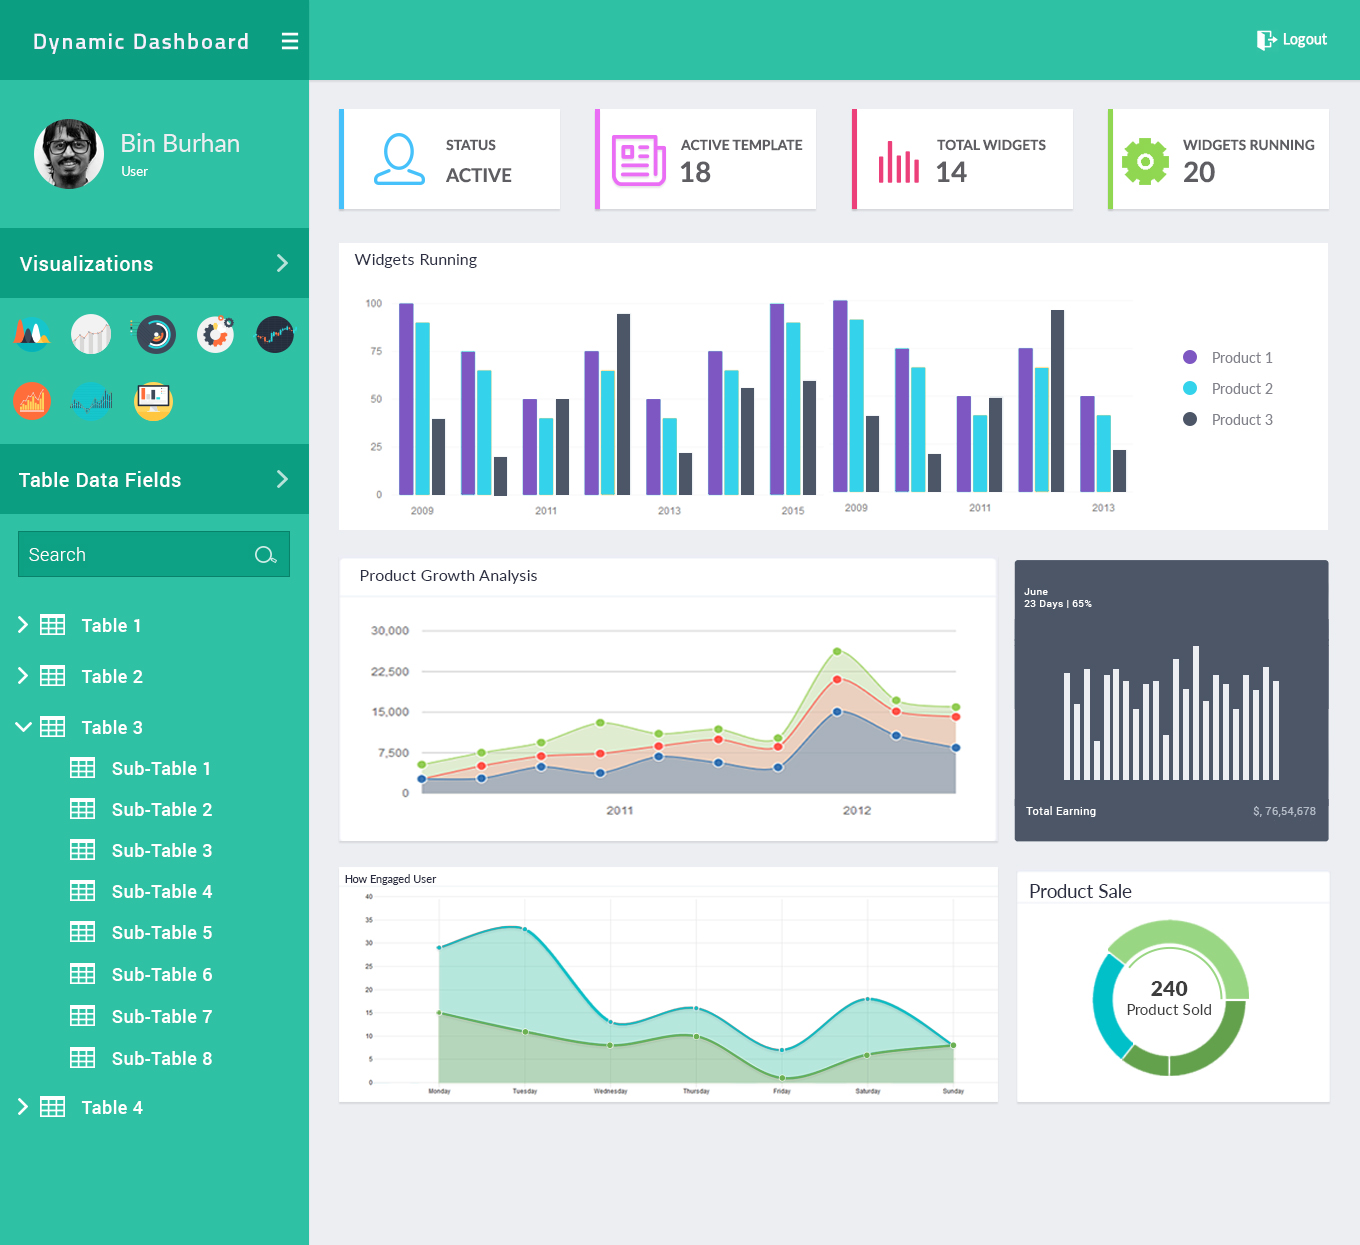 Dynamic Dashboard
Logout
Bin Burhan
User
Visualizations
Table Data Fields
Search
Table 1
Table 2
Table 3
Sub-Table 1
Sub-Table 2
Sub-Table 3
Sub-Table 4
Sub-Table 5
Sub-Table 6
Sub-Table 7
Sub-Table 8
Table 4
STATUS
ACTIVE
ACTIVE TEMPLATE
18
TOTAL WIDGETS
14
WIDGETS RUNNING
20
Widgets Running
100
75
50
25
0
2009 2011 2013 2015 2009 2011 2013
Product 1
Product 2
Product 3
Product Growth Analysis
30,000
22,500
15,000
7,500
0
2011 2012
June
23 Days | 65%
Total Earning $, 76,54,678
How Engaged User
40
35
30
25
20
15
10
5
0
Monday Tuesday Wednesday Thursday Friday Saturday Sunday
Product Sale
240
Product Sold